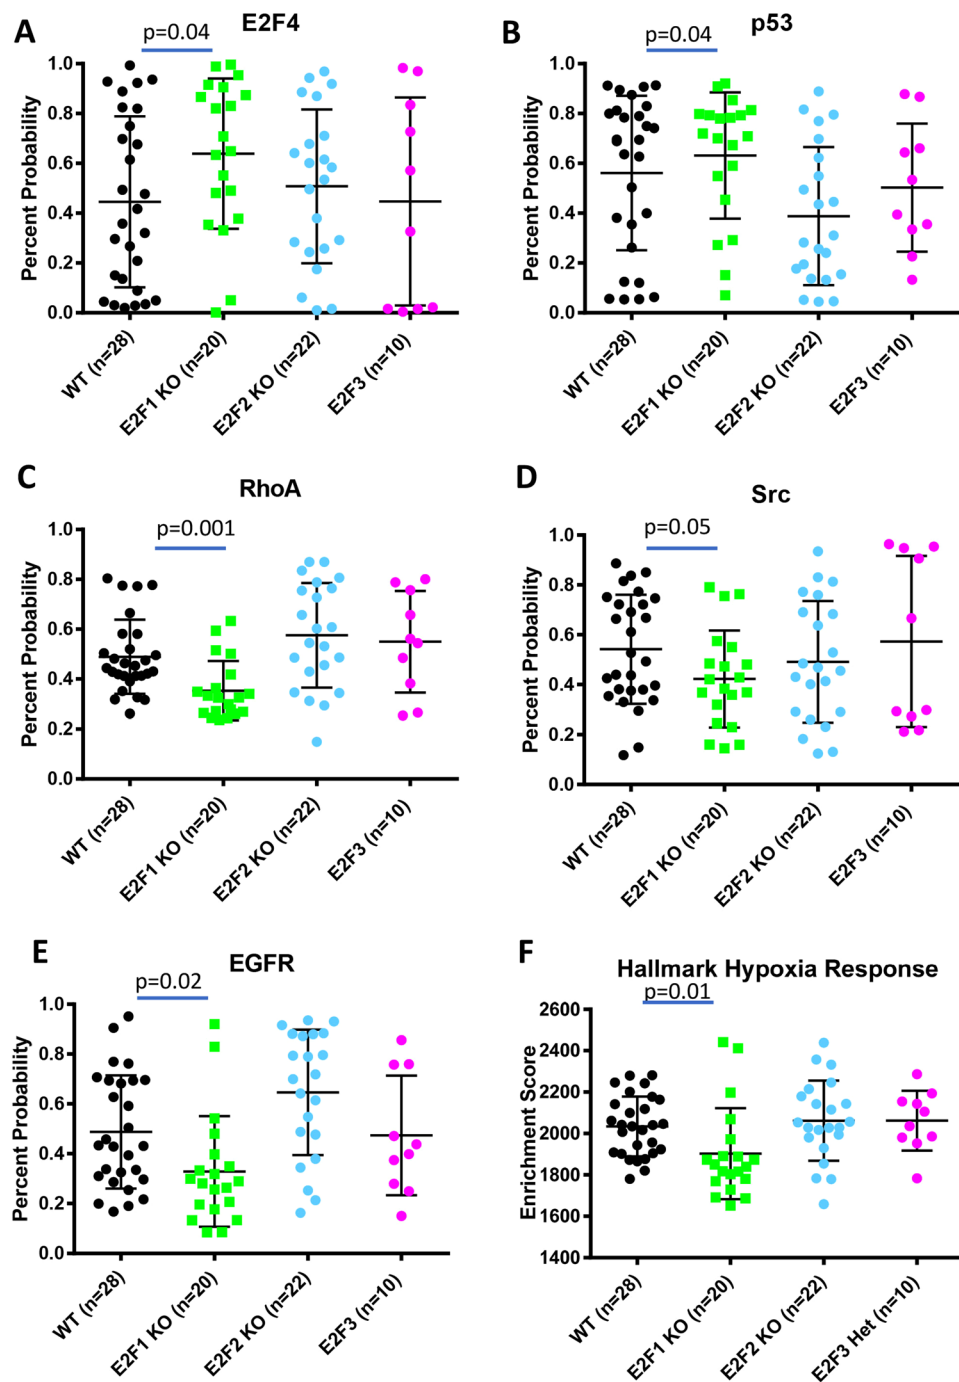 A
E2F4
p=0.04
Percent Probability
1.0
0.8
0.6
0.4
0.2
0.0
WT (n=28)
E2F1 KO (n=20)
E2F2 KO (n=22)
E2F3 (n=10)
B
p53
p=0.04
Percent Probability
1.0
0.8
0.6
0.4
0.2
0.0
WT (n=28)
E2F1 KO (n=20)
E2F2 KO (n=22)
E2F3 (n=10)
C
RhoA
p=0.001
Percent Probability
1.0
0.8
0.6
0.4
0.2
0.0
WT (n=28)
E2F1 KO (n=20)
E2F2 KO (n=22)
E2F3 (n=10)
D
Src
p=0.05
Percent Probability
1.0
0.8
0.6
0.4
0.2
0.0
WT (n=28)
E2F1 KO (n=20)
E2F2 KO (n=22)
E2F3 (n=10)
E
EGFR
p=0.02
Percent Probability
1.0
0.8
0.6
0.4
0.2
0.0
WT (n=28)
E2F1 KO (n=20)
E2F2 KO (n=22)
E2F3 (n=10)
F
Hallmark Hypoxia Response
p=0.01
Enrichment Score
2600
2400
2200
2000
1800
1600
1400
WT (n=28)
E2F1 KO (n=20)
E2F2 KO (n=22)
E2F3 Het (n=10)